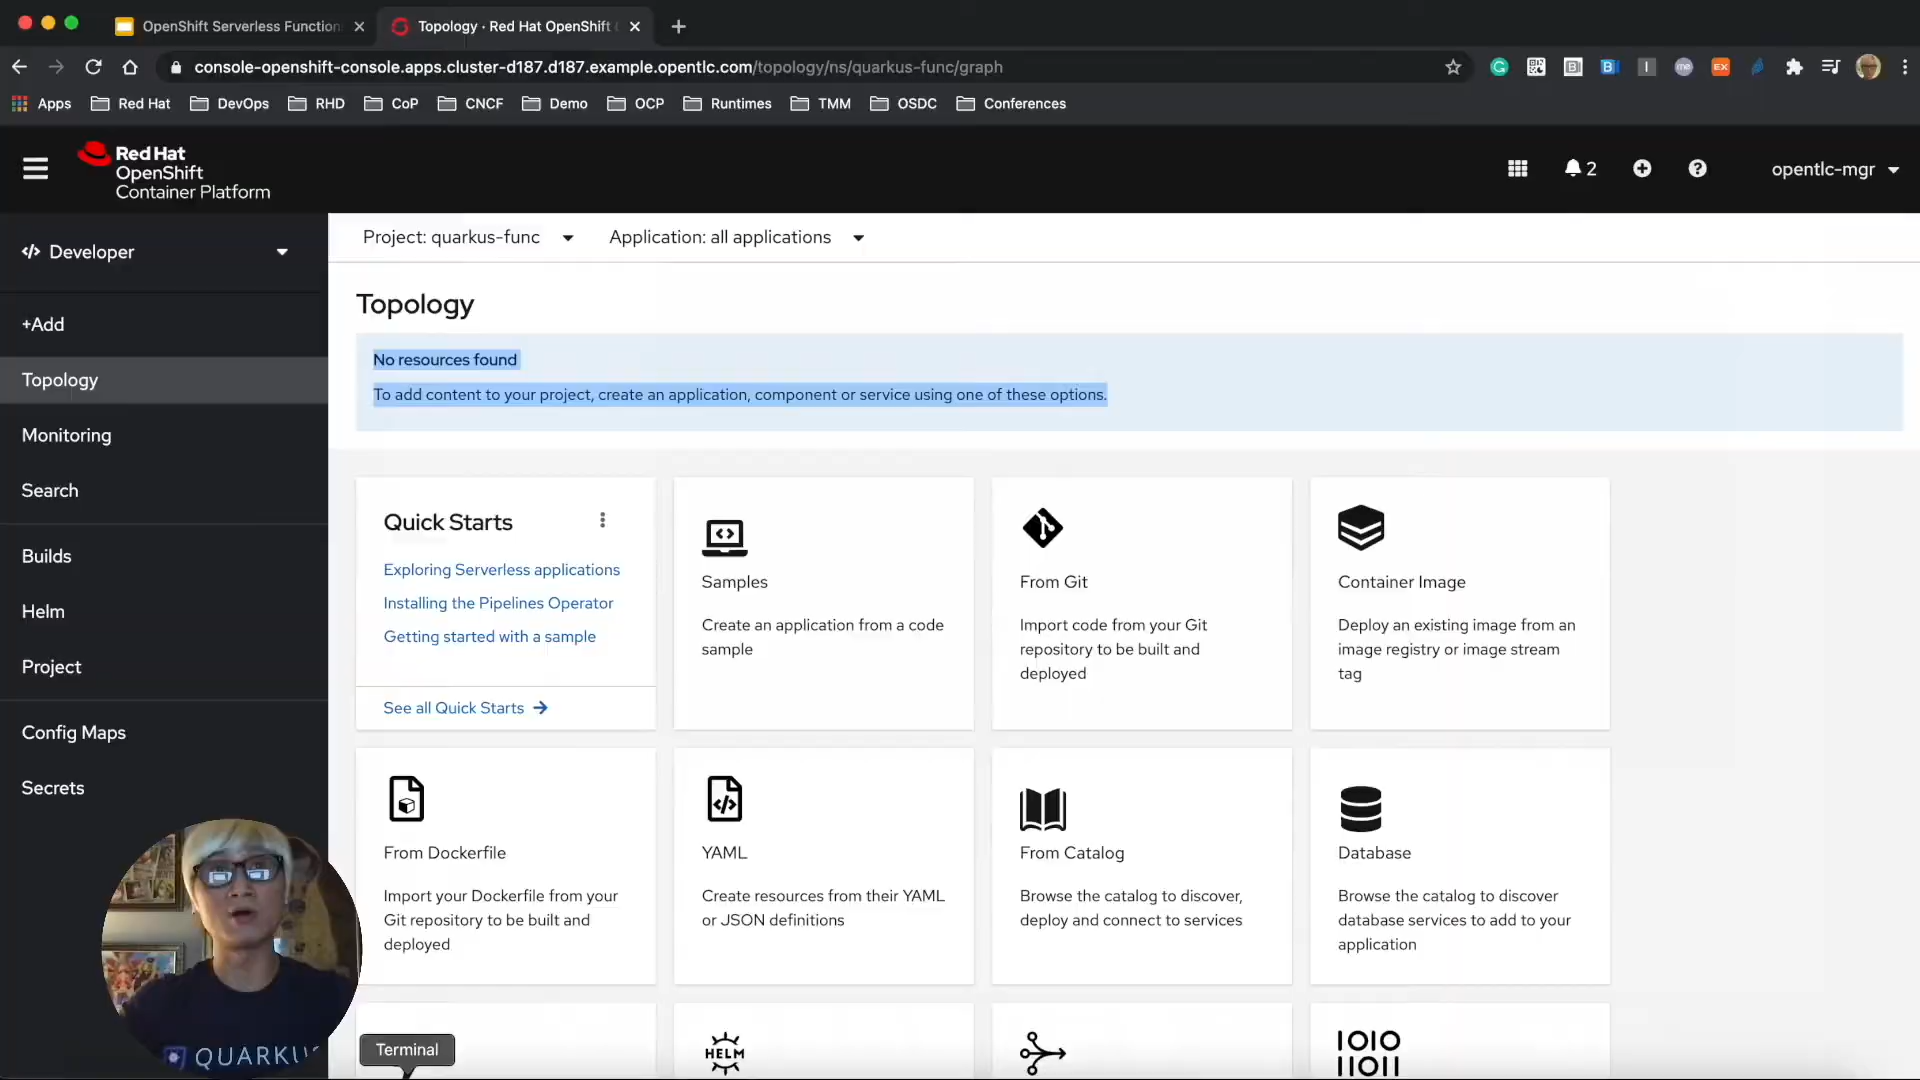 OpenShift Serverless Function
Topology · Red Hat OpenShift
console-openshift-console.apps.cluster-d187.d187.example.opentlc.com/topology/ns/quarkus-func/graph
Apps
Red Hat
DevOps
RHD
CoP
CNCF
Demo
OCP
Runtimes
TMM
OSDC
Conferences
Red Hat
OpenShift
Container Platform
2
opentlc-mgr
Developer
+Add
Topology
Monitoring
Search
Builds
Helm
Project
Config Maps
Secrets
Project: quarkus-func
Application: all applications
Topology
No resources found
To add content to your project, create an application, component or service using one of these options.
Quick Starts
Exploring Serverless applications
Installing the Pipelines Operator
Getting started with a sample
See all Quick Starts
Samples
Create an application from a code
sample
From Git
Import code from your Git
repository to be built and
deployed
Container Image
Deploy an existing image from an
image registry or image stream
tag
From Dockerfile
Import your Dockerfile from your
Git repository to be built and
deployed
YAML
Create resources from their YAML
or JSON definitions
From Catalog
Browse the catalog to discover,
deploy and connect to services
Database
Browse the catalog to discover
database services to add to your
application
HELM
1010
11011
Terminal
QUARKUS